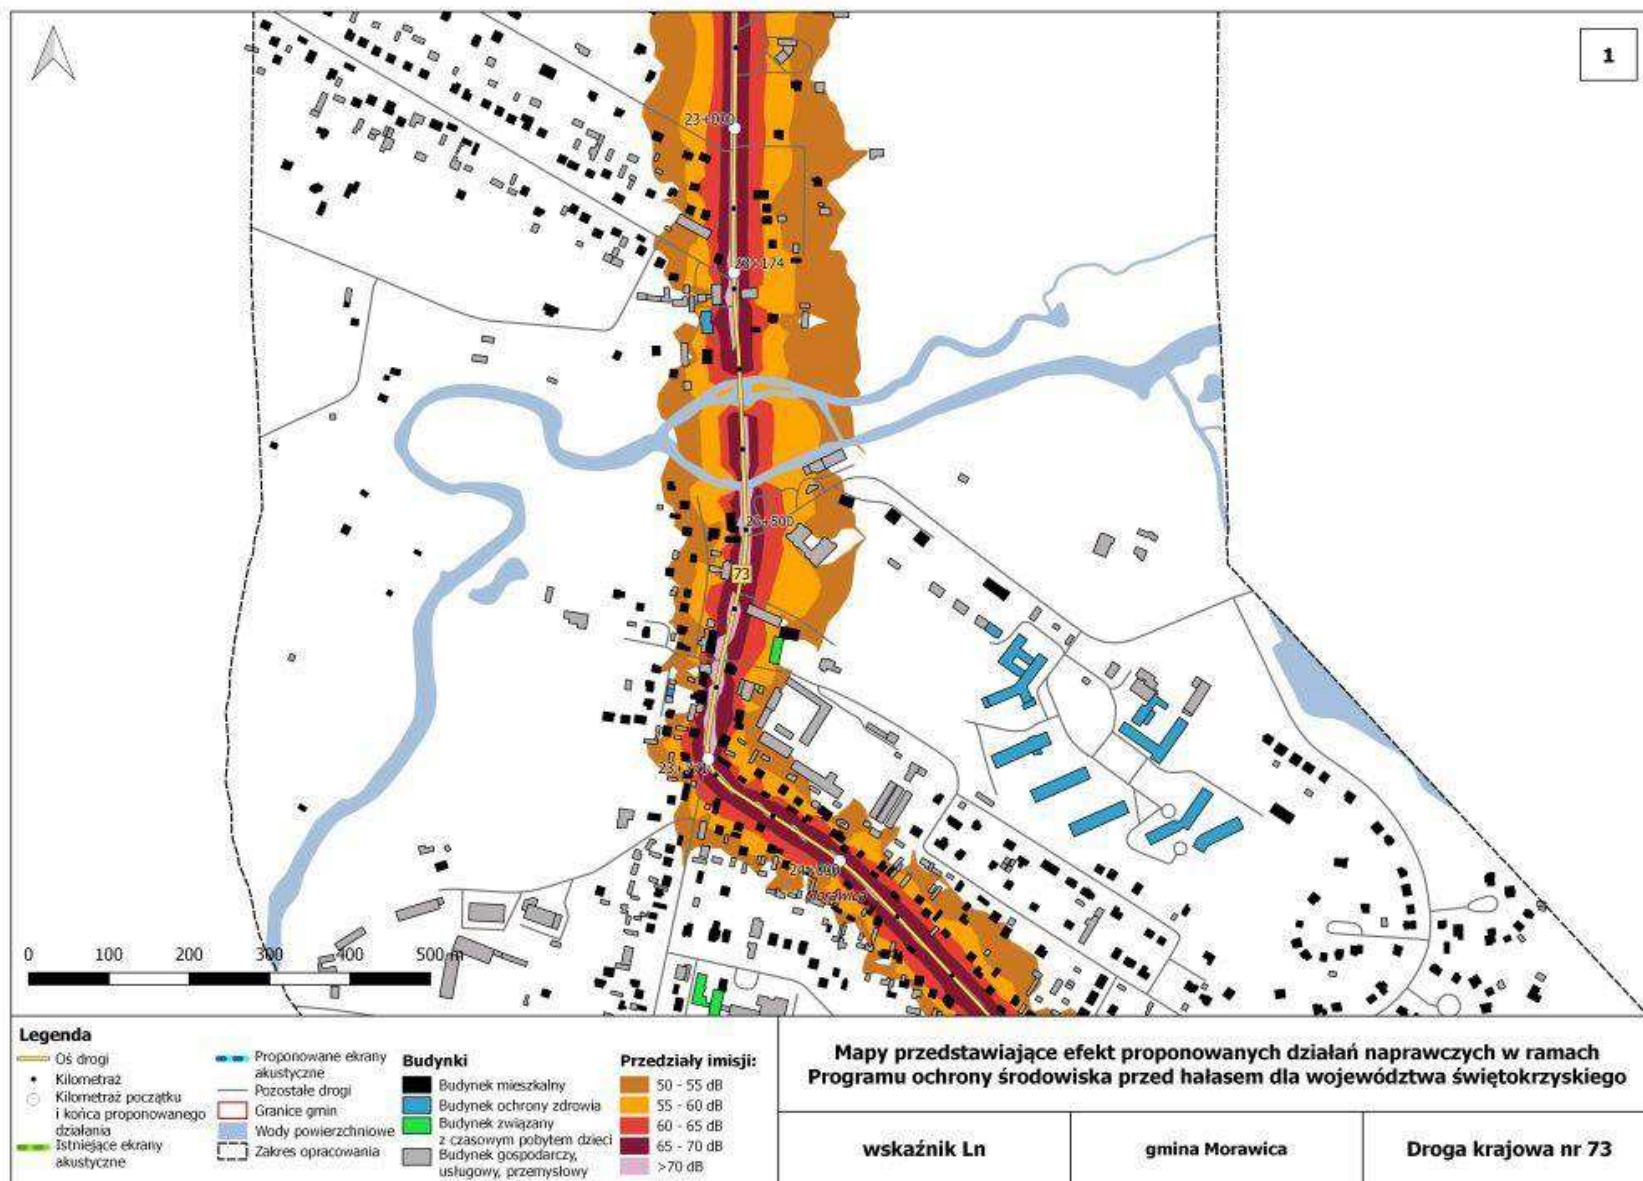 1
23+000
23+174
23+500
73
24+000
Morawica
0 100 200 300 400 500 m
Legenda
Oś drogi
Kilometraż
Kilometraż początku
i końca proponowanego
działania
Istniejące ekrany
akustyczne
Proponowane ekrany
akustyczne
Pozostałe drogi
Granice gmin
Wody powierzchniowe
Zakres opracowania
Budynki
Budynek mieszkalny
Budynek ochrony zdrowia
Budynek związany
z czasowym pobytem dzieci
Budynek gospodarczy,
usługowy, przemysłowy
Przedziały imisji:
50 - 55 dB
55 - 60 dB
60 - 65 dB
65 - 70 dB
>70 dB
Mapy przedstawiające efekt proponowanych działań naprawczych w ramach
Programu ochrony środowiska przed hałasem dla województwa świętokrzyskiego
wskaźnik Ln
gmina Morawica
Droga krajowa nr 73